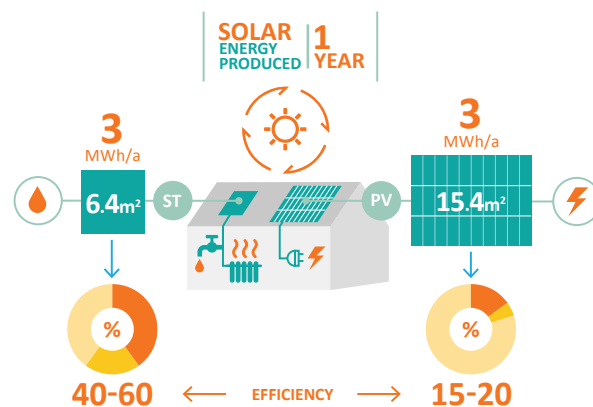 SOLAR
ENERGY
PRODUCED
1
YEAR
3
MWh/a
6.4m²
ST
3
MWh/a
PV
15.4m²
%
40-60
EFFICIENCY
%
15-20